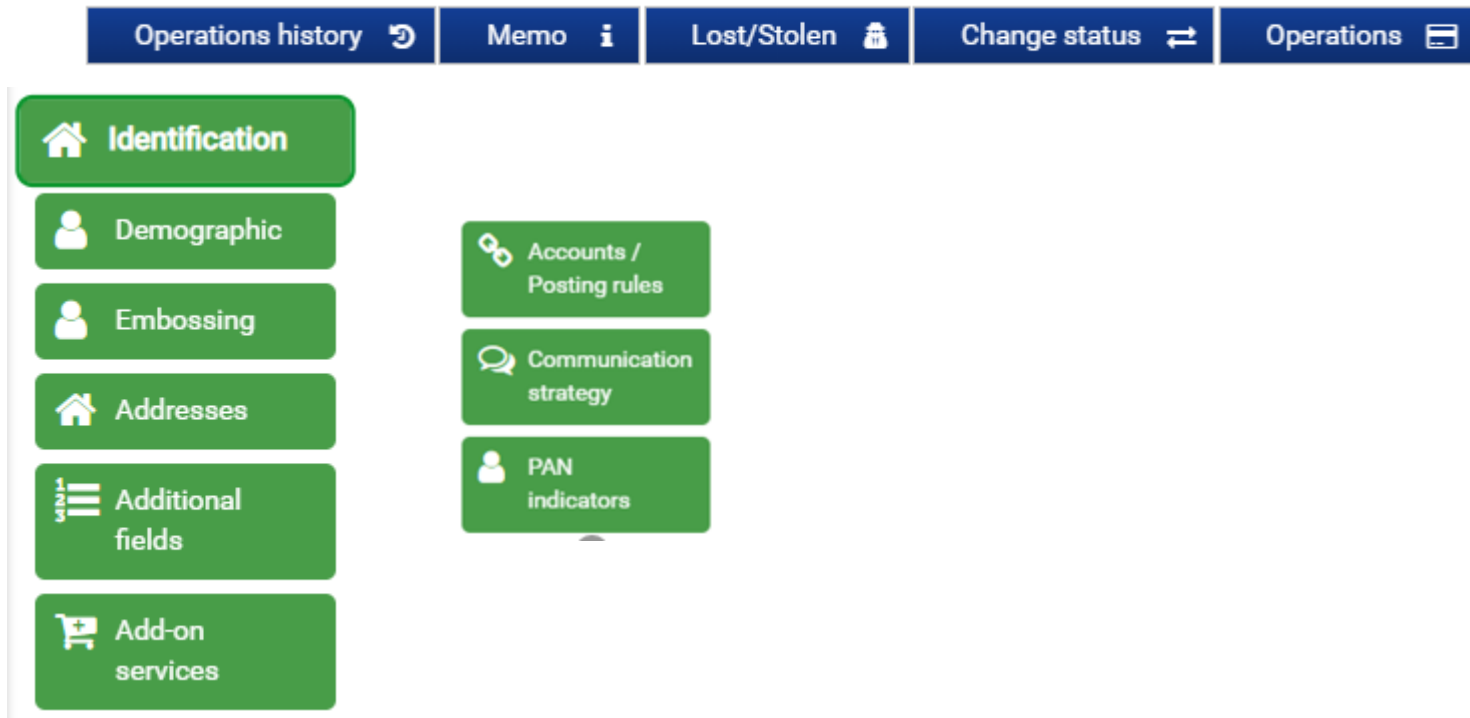 Operations history
Memo
Lost/Stolen
Change status
Operations
Identification
Demographic
Embossing
Addresses
Additional
fields
Add-on
services
Accounts /
Posting rules
Communication
strategy
PAN
indicators